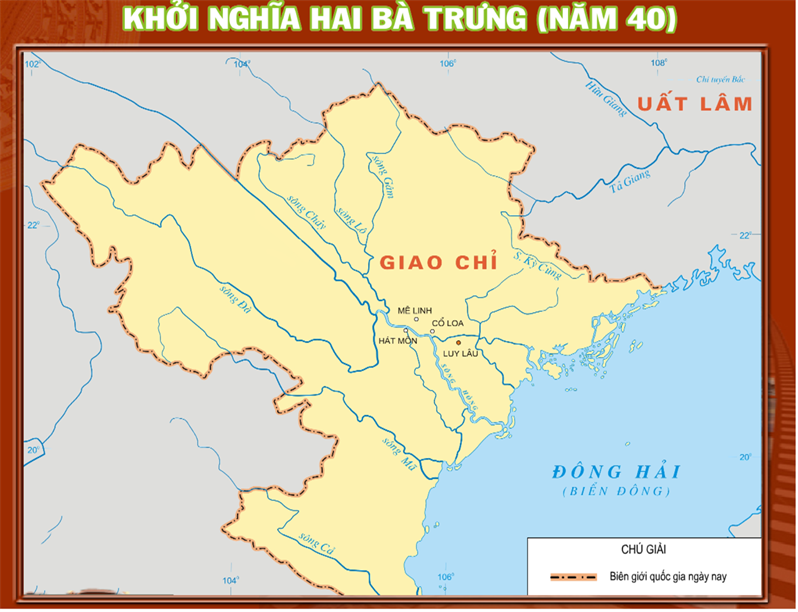 KHỞI NGHĨA HAI BÀ TRƯNG (NĂM 40)
102°
104°
106°
108°
Chí tuyến Bắc
Hữu Giang
UẤT LÂM
Tả Giang
sông Gâm
sông Lô
sông Chảy
22°
22°
GIAO CHỈ
S. Kỳ Cùng
sông Đà
MÊ LINH
CỔ LOA
HÁT MÔN
LUY LÂU
SÔNG HỒNG
sông Mã
20°
20°
ĐÔNG HẢI
(BIỂN ĐÔNG)
sông Cả
CHÚ GIẢI
Biên giới quốc gia ngày nay
104°
106°